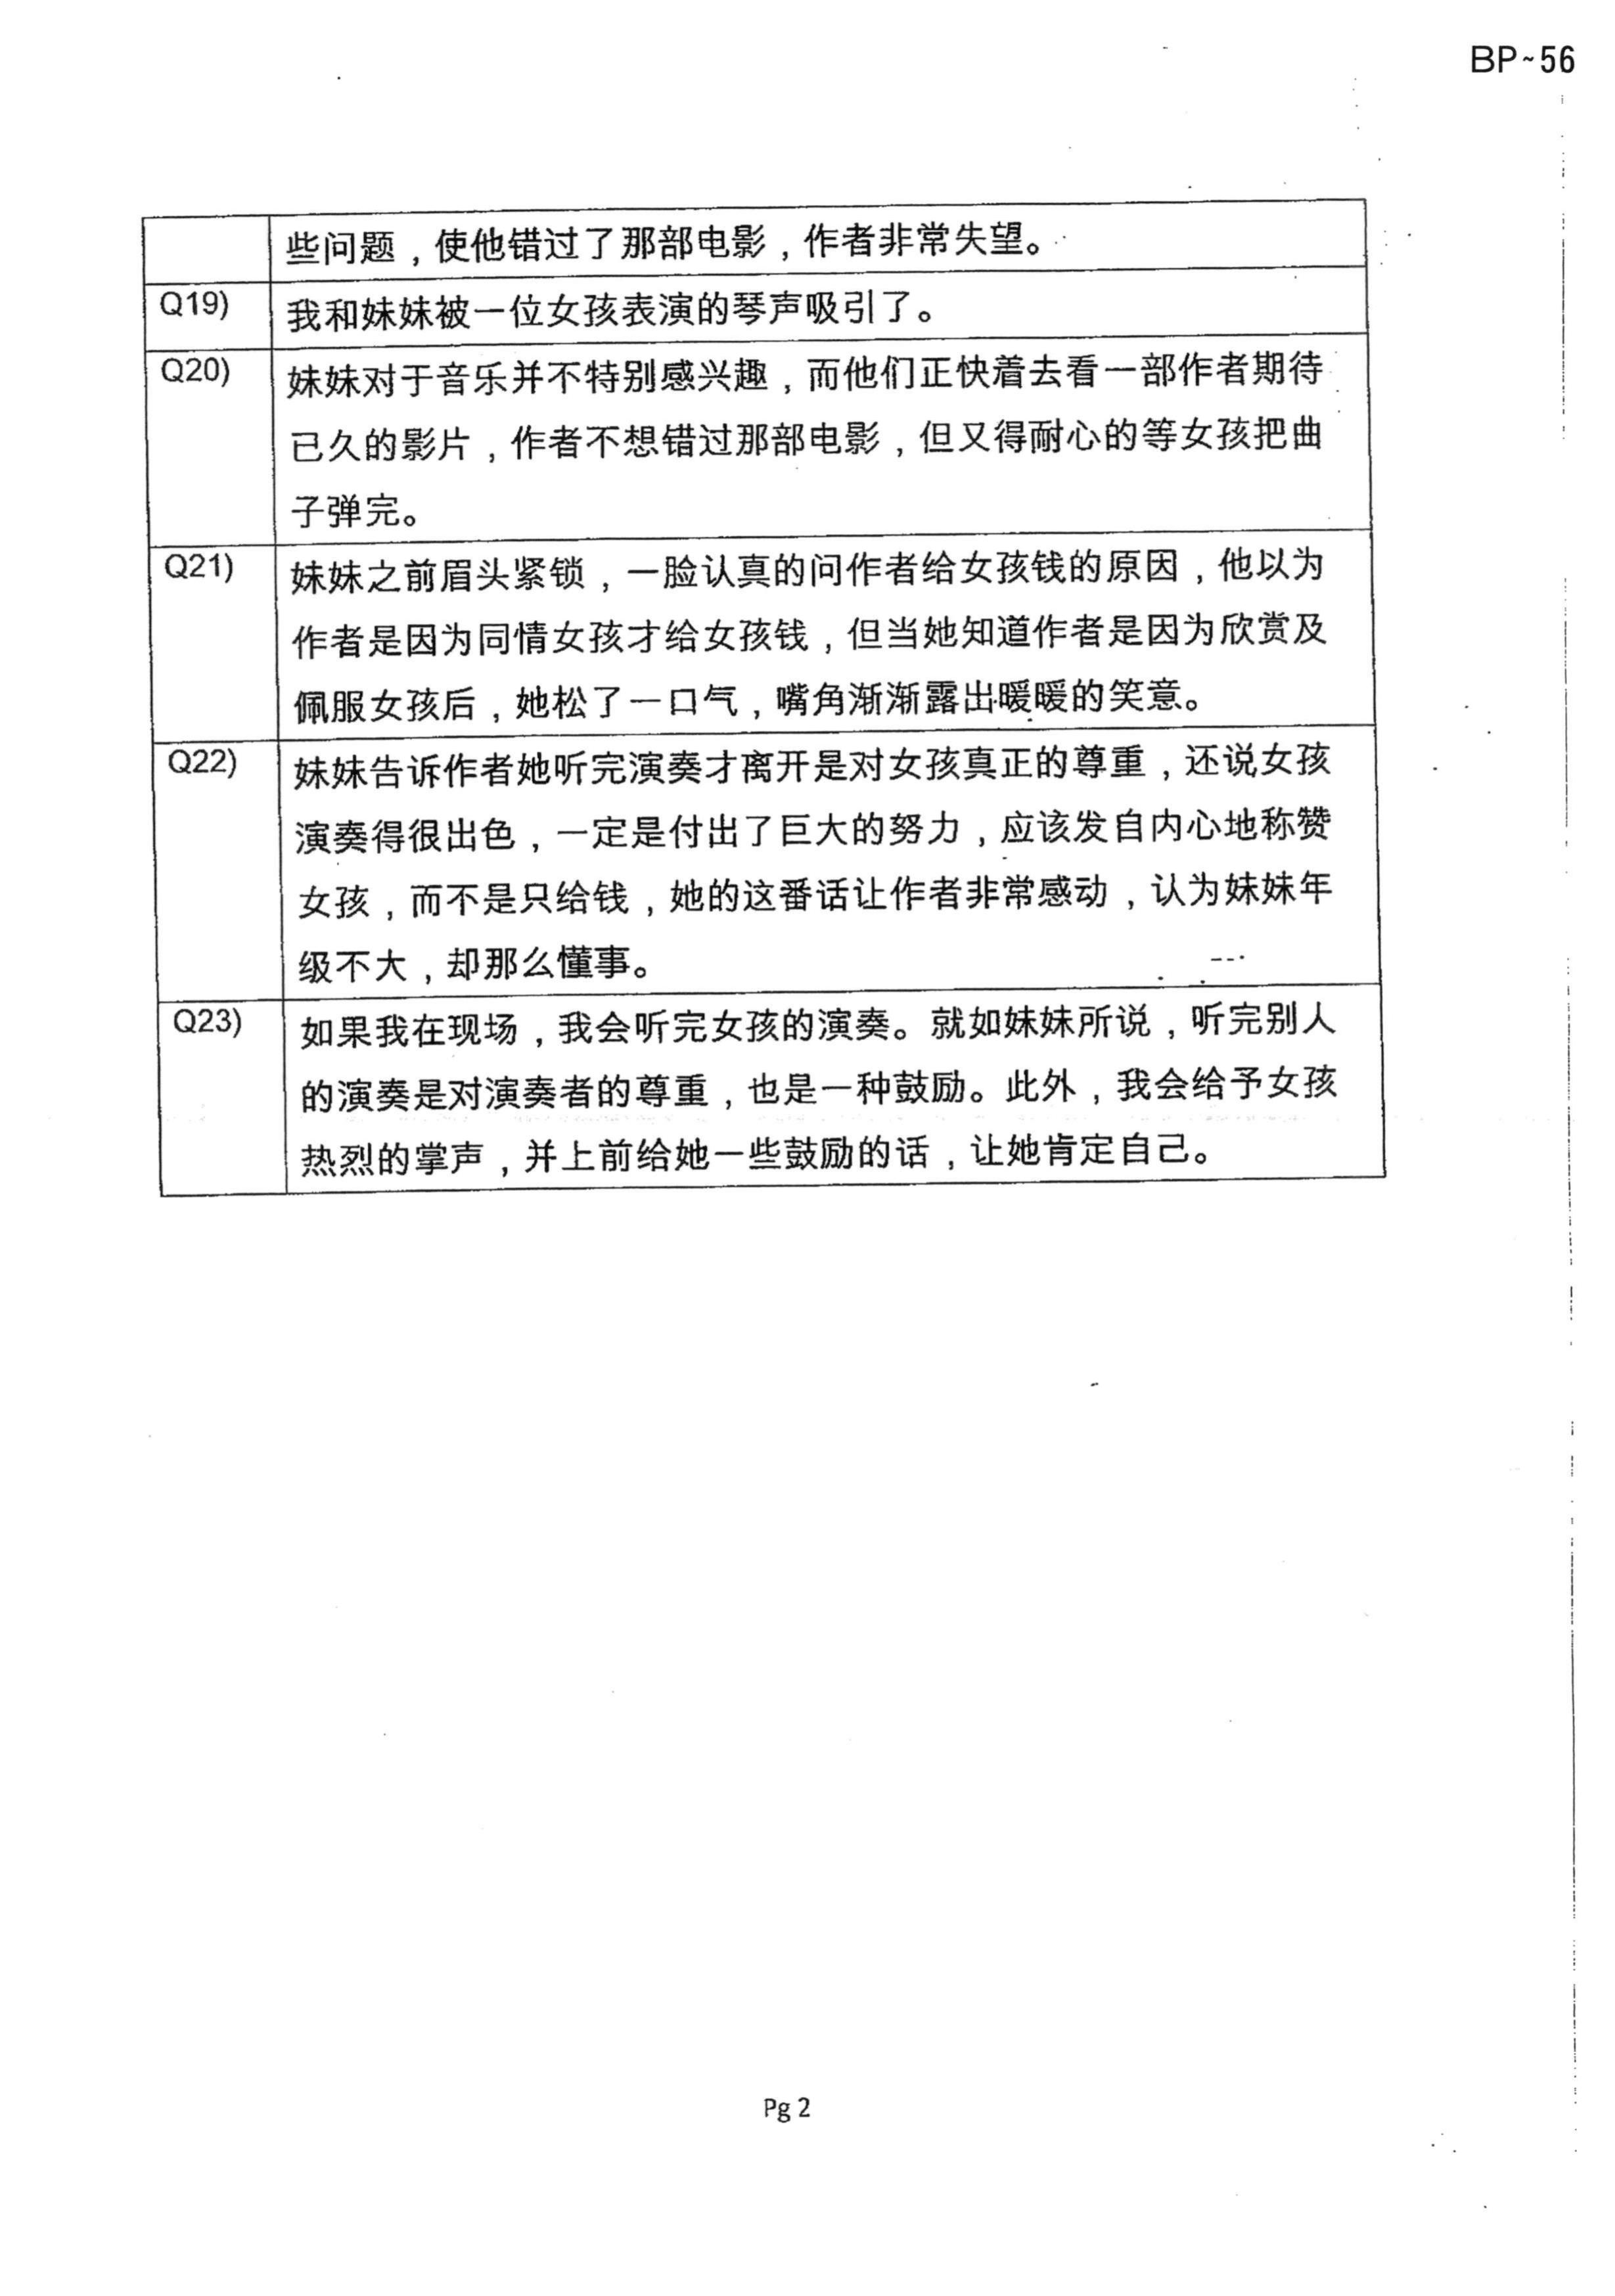 BP~56
些问题，使他错过了那部电影，作者非常失望。
Q19) 我和妹妹被一位女孩表演的琴声吸引了。
Q20) 妹妹对于音乐并不特别感兴趣，而他们正快着去看一部作者期待
已久的影片，作者不想错过那部电影，但又得耐心的等女孩把曲
子弹完。
Q21) 妹妹之前眉头紧锁，一脸认真的问作者给女孩钱的原因，他以为
作者是因为同情女孩才给女孩钱，但当她知道作者是因为欣赏及
佩服女孩后，她松了一口气，嘴角渐渐露出暖暖的笑意。
Q22) 妹妹告诉作者她听完演奏才离开是对女孩真正的尊重，还说女孩
演奏得很出色，一定是付出了巨大的努力，应该发自内心地称赞
女孩，而不是只给钱，她的这番话让作者非常感动，认为妹妹年
级不大，却那么懂事。
Q23) 如果我在现场，我会听完女孩的演奏。就如妹妹所说，听完别人
的演奏是对演奏者的尊重，也是一种鼓励。此外，我会给予女孩
热烈的掌声，并上前给她一些鼓励的话，让她肯定自己。
Pg 2